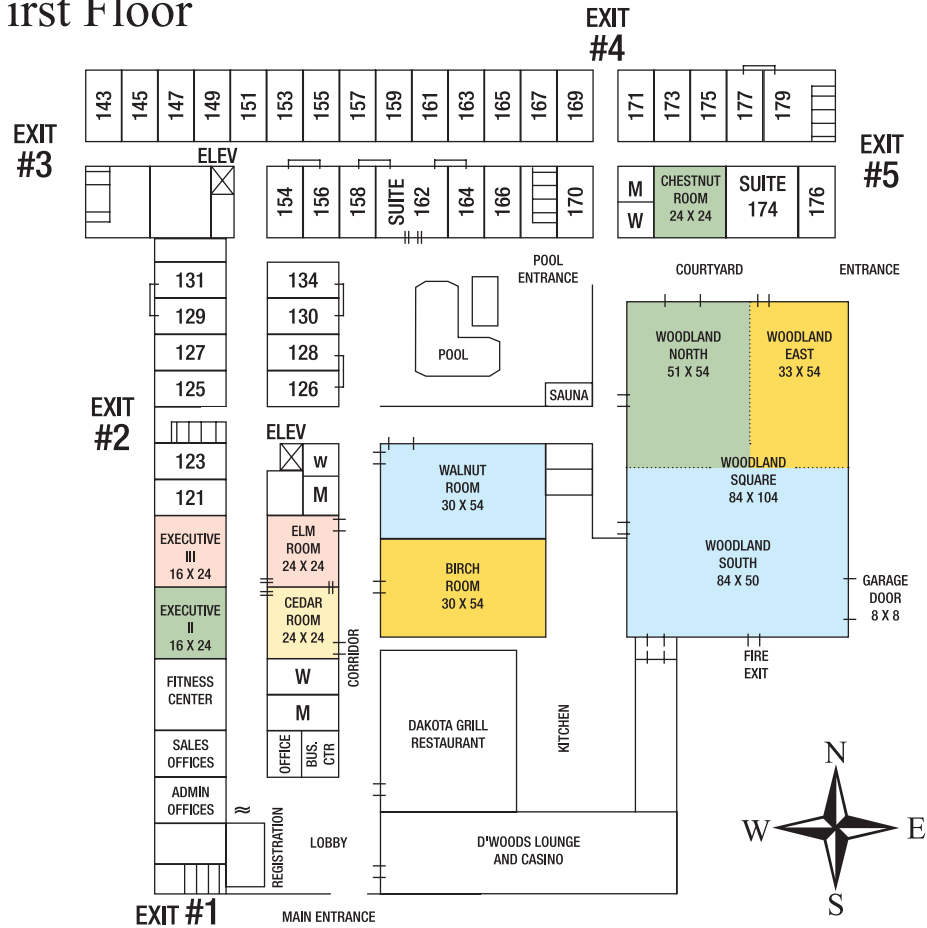 irst Floor
EXIT
#4
143 145 147 149 151 153 155 157 159 161 163 165 167 169 171 173 175 177 179
EXIT
#3
ELEV
EXIT
#5
154 156 158 SUITE 162 164 166 170
M
W
CHESTNUT
ROOM
24 X 24
SUITE
174
176
POOL
ENTRANCE
COURTYARD
ENTRANCE
131
129
127
125
134
130
128
126
POOL
SAUNA
WOODLAND
NORTH
51 X 54
WOODLAND
EAST
33 X 54
WOODLAND
SQUARE
84 X 104
WOODLAND
SOUTH
84 X 50
GARAGE
DOOR
8 X 8
FIRE
EXIT
EXIT
#2
ELEV
W
M
123
121
EXECUTIVE
III
16 X 24
EXECUTIVE
II
16 X 24
ELM
ROOM
24 X 24
CEDAR
ROOM
24 X 24
WALNUT
ROOM
30 X 54
BIRCH
ROOM
30 X 54
CORRIDOR
FITNESS
CENTER
W
M
OFFICE
BUS.
CTR
SALES
OFFICES
ADMIN
OFFICES
DAKOTA GRILL
RESTAURANT
KITCHEN
REGISTRATION
LOBBY
D'WOODS LOUNGE
AND CASINO
EXIT #1
MAIN ENTRANCE
N
W E
S